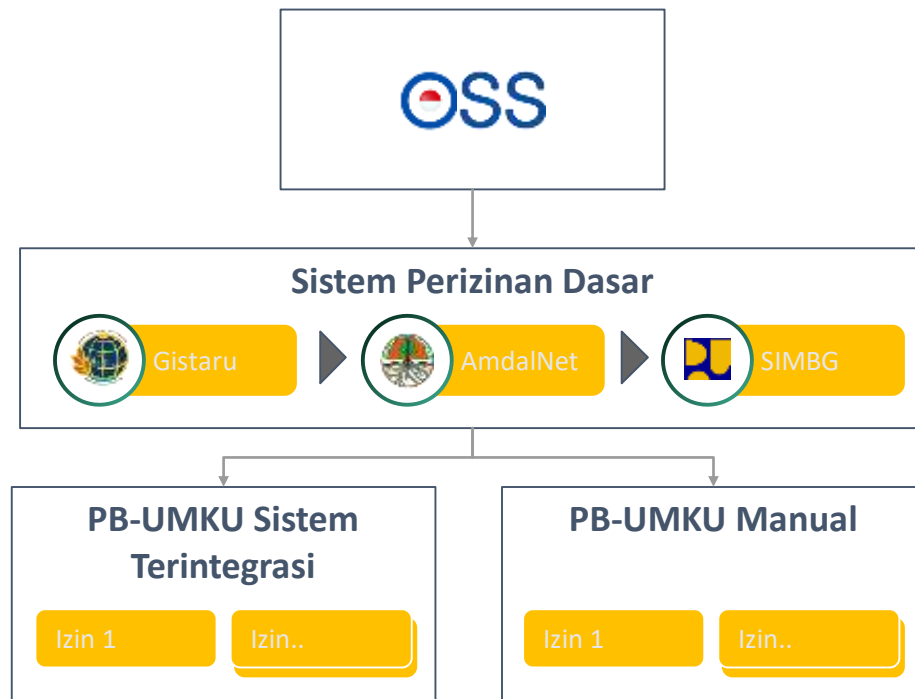 OSS
Sistem Perizinan Dasar
Gistaru
AmdalNet
SIMBG
PB-UMKU Sistem
Terintegrasi
Izin 1
Izin..
PB-UMKU Manual
Izin 1
Izin..